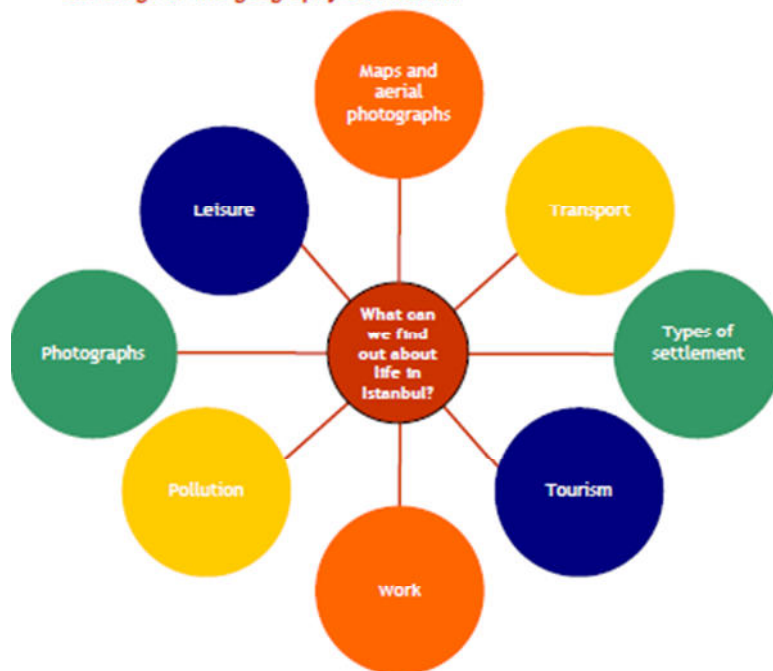 Maps and
aerial
photographs
Leisure
Transport
What can
we find
out about
life in
Istanbul?
Photographs
Types of
settlement
Pollution
Tourism
Work